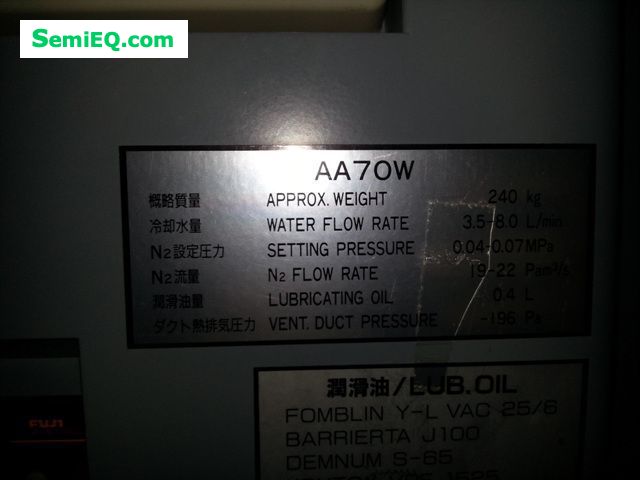 SemiEQ.com
AA70W
概略質量 APPROX. WEIGHT 240 kg
冷却水量 WATER FLOW RATE 3.5-8.0 L/min
N₂設定圧力 SETTING PRESSURE 0.04-0.07MPa
N₂流量 N₂ FLOW RATE 19-22 Pam³/s
潤滑油量 LUBRICATING OIL 0.4 L
ダクト熱排気圧力 VENT. DUCT PRESSURE -196 Pa
潤滑油/LUB.OIL
FOMBLIN Y-L VAC 25/6
BARRIERTA J100
DEMNUM S-65
FUJI